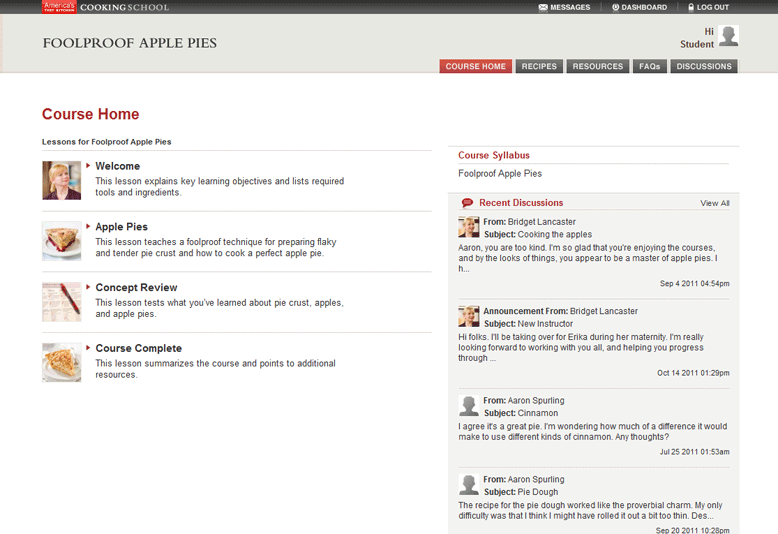 America's
TEST KITCHEN
COOKING SCHOOL
MESSAGES
DASHBOARD
LOG OUT
FOOLPROOF APPLE PIES
Hi
Student
COURSE HOME
RECIPES
RESOURCES
FAQs
DISCUSSIONS
Course Home
Lessons for Foolproof Apple Pies
Welcome
This lesson explains key learning objectives and lists required
tools and ingredients.
Apple Pies
This lesson teaches a foolproof technique for preparing flaky
and tender pie crust and how to cook a perfect apple pie.
Concept Review
This lesson tests what you've learned about pie crust, apples,
and apple pies.
Course Complete
This lesson summarizes the course and points to additional
resources.
Course Syllabus
Foolproof Apple Pies
Recent Discussions
View All
From: Bridget Lancaster
Subject: Cooking the apples
Aaron, you are too kind. I'm so glad that you're enjoying the courses,
and by the looks of things, you appear to be a master of apple pies. I
h...
Sep 4 2011 04:54pm
Announcement From: Bridget Lancaster
Subject: New Instructor
Hi folks. I'll be taking over for Erika during her maternity. I'm really
looking forward to working with you all, and helping you progress
through ...
Oct 14 2011 01:29pm
From: Aaron Spurling
Subject: Cinnamon
I agree it's a great pie. I'm wondering how much of a difference it would
make to use different kinds of cinnamon. Any thoughts?
Jul 25 2011 01:53am
From: Aaron Spurling
Subject: Pie Dough
The recipe for the pie dough worked like the proverbial charm. My only
difficulty was that I think I might have rolled it out a bit too thin. Des...
Sep 20 2011 10:28pm